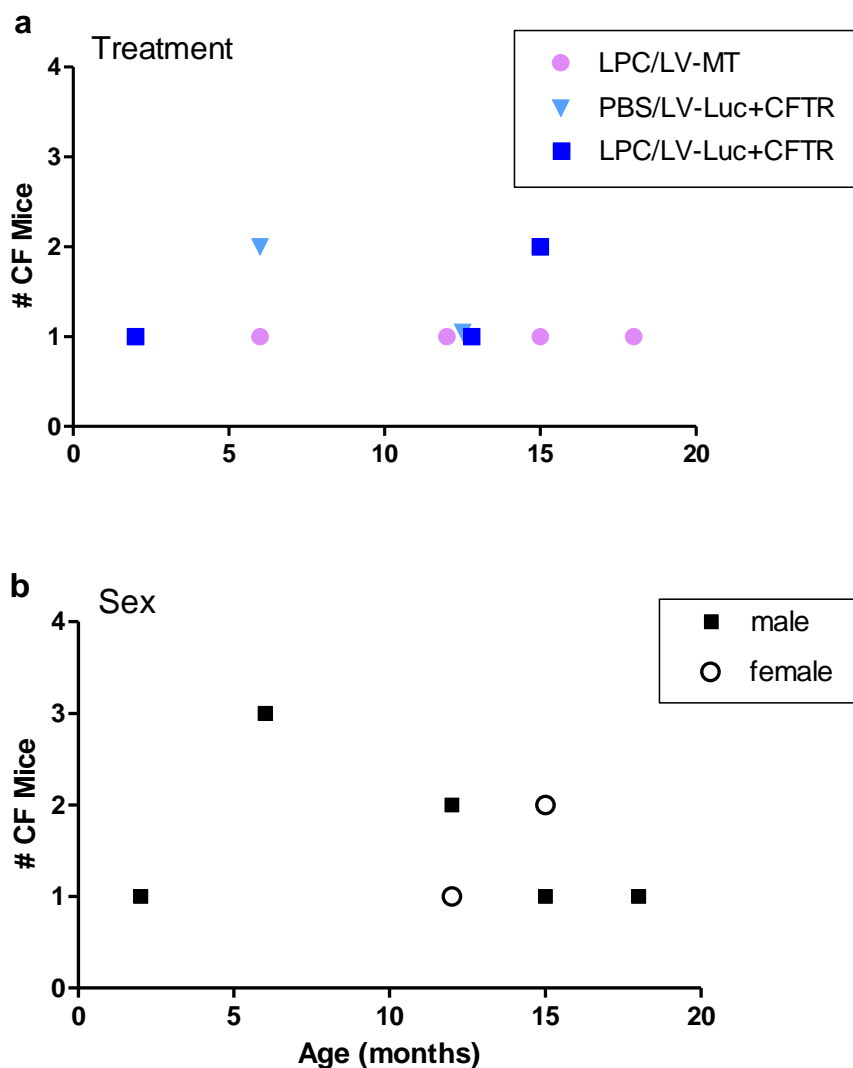 a
Treatment
LPC/LV-MT
PBS/LV-Luc+CFTR
LPC/LV-Luc+CFTR
# CF Mice
4
3
2
1
0
0 5 10 15 20
b
Sex
male
female
# CF Mice
4
3
2
1
0
0 5 10 15 20
Age (months)